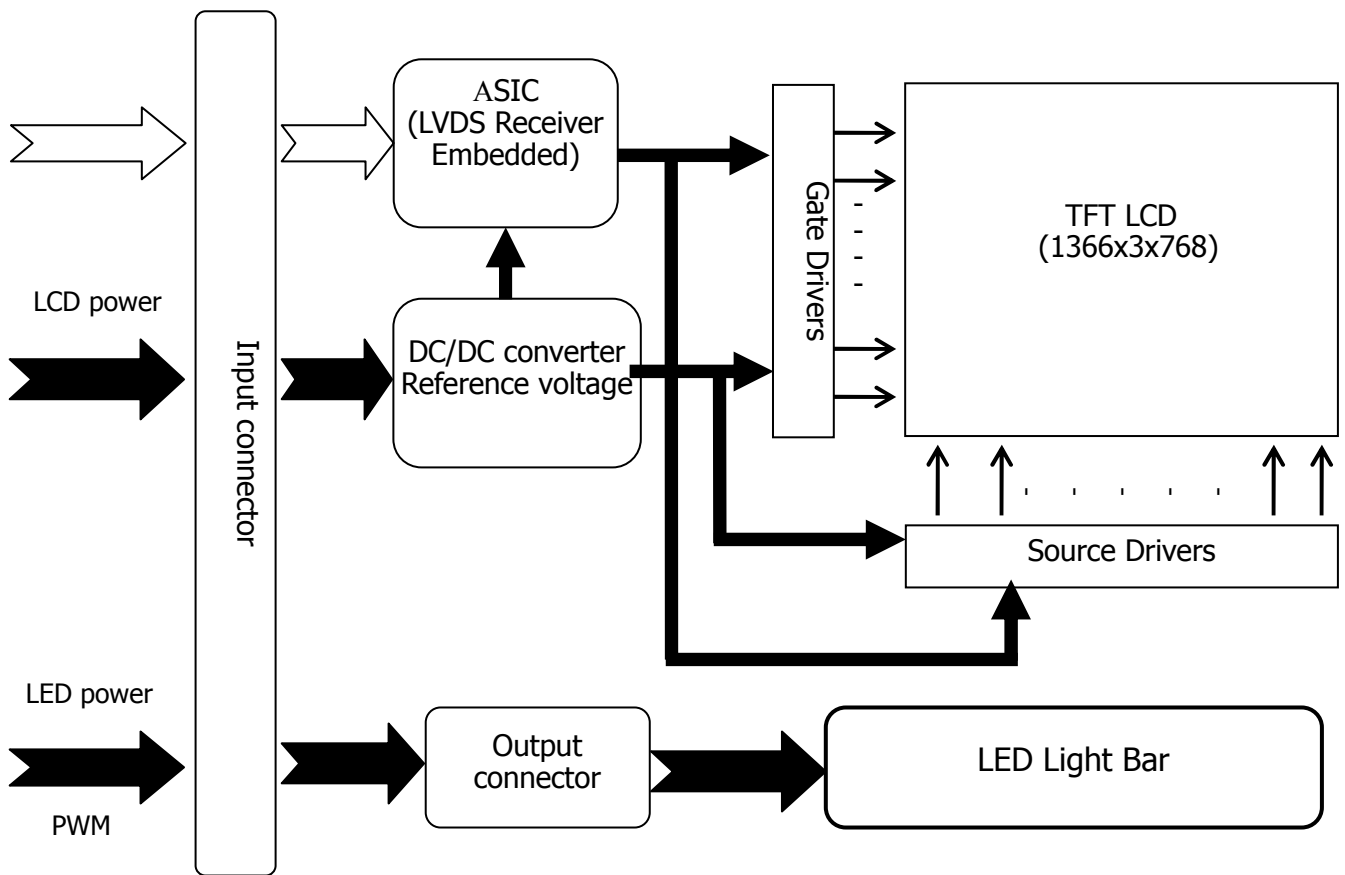 ASIC
(LVDS Receiver
Embedded)
Gate Drivers
TFT LCD
(1366x3x768)
LCD power
Input connector
DC/DC converter
Reference voltage
Source Drivers
LED power
PWM
Output
connector
LED Light Bar